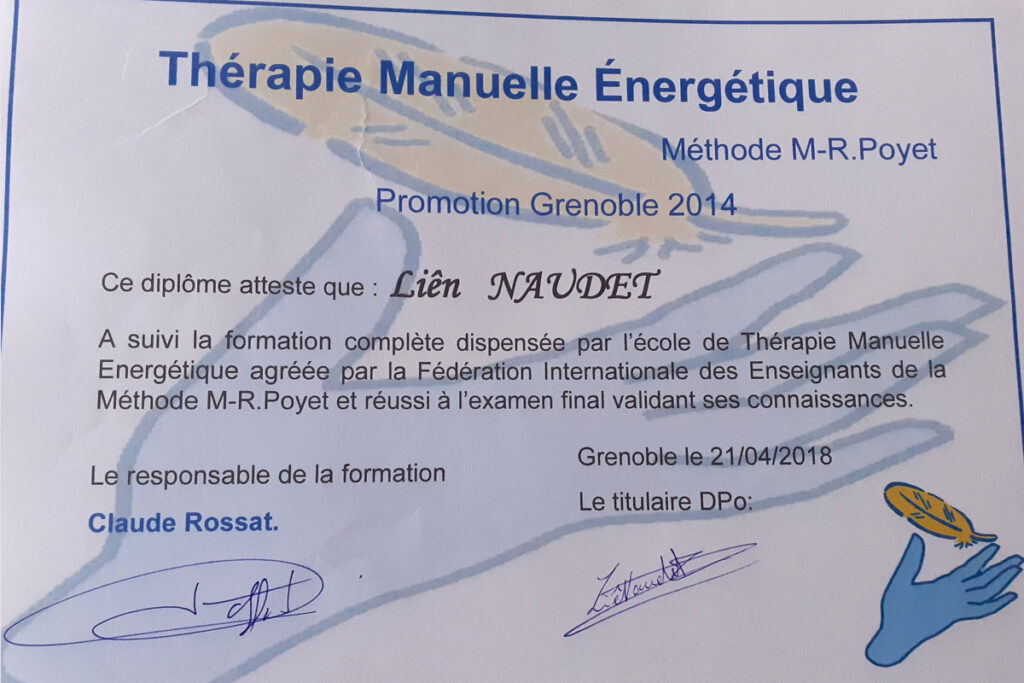 Thérapie Manuelle Énergétique
Méthode M-R.Poyet
Promotion Grenoble 2014
Ce diplôme atteste que : Liên NAUDET
A suivi la formation complète dispensée par l'école de Thérapie Manuelle
Energétique agréée par la Fédération Internationale des Enseignants de la
Méthode M-R.Poyet et réussi à l'examen final validant ses connaissances.
Le responsable de la formation
Claude Rossat.
Grenoble le 21/04/2018
Le titulaire DPo: